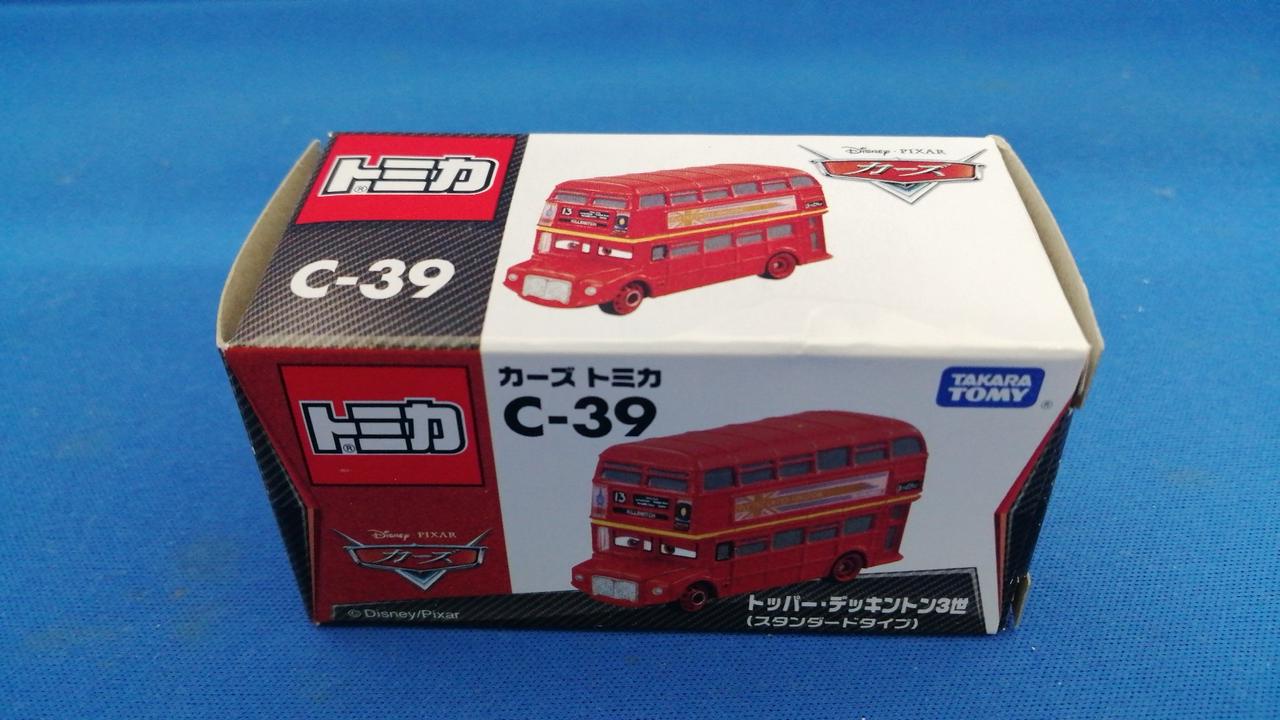 トミカ®
C-39
Disney・PIXAR
カーズ
13
トミカ®
カーズ トミカ
C-39
TAKARA
TOMY®
13
Disney・PIXAR
カーズ
©Disney/Pixar
トッパー・デッキントン3世
(スタンダードタイプ)